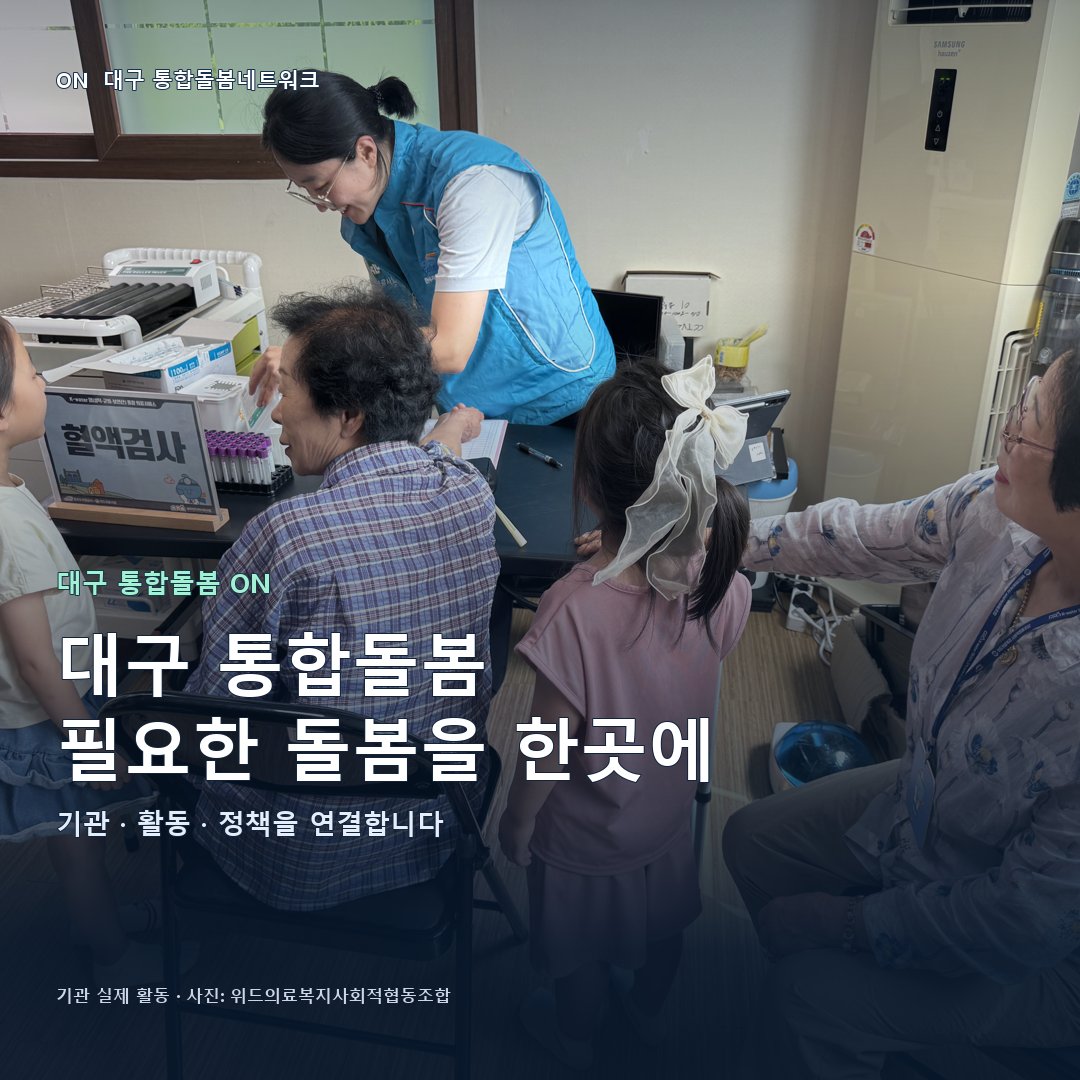 ON 대구 통합돌봄네트워크
SAMSUNG
hauzen
혈액검사
대구 통합돌봄 ON
대구 통합돌봄
필요한 돌봄을 한곳에
기관 · 활동 · 정책을 연결합니다
기관 실제 활동 · 사진: 위드의료복지사회적협동조합